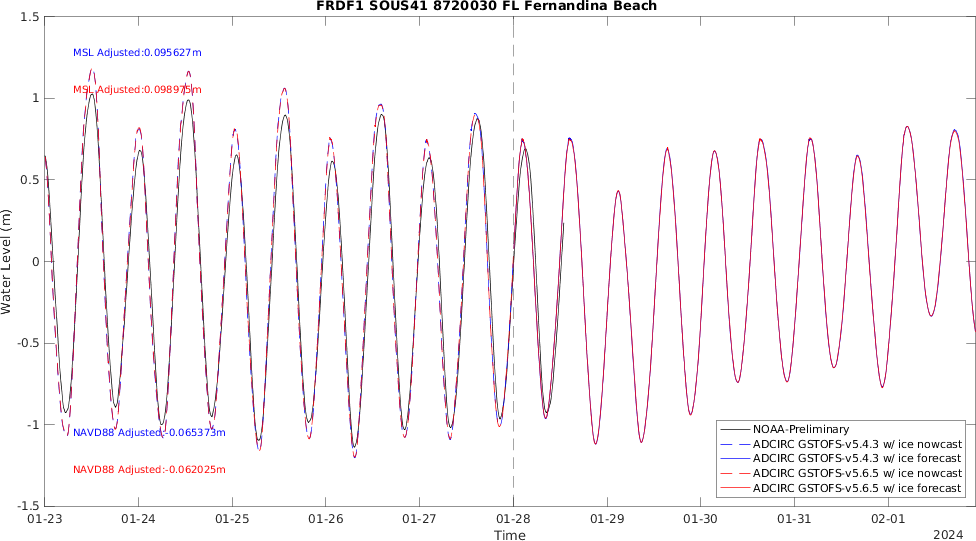 FRDF1 SOUS41 8720030 FL Fernandina Beach
1.5
1
0.5
0
-0.5
-1
-1.5
Water Level (m)
MSL Adjusted:0.095627m
MSL Adjusted:0.098975m
NAVD88 Adjusted:-0.065373m
NAVD88 Adjusted:-0.062025m
NOAA-Preliminary
ADCIRC GSTOFS-v5.4.3 w/ ice nowcast
ADCIRC GSTOFS-v5.4.3 w/ ice forecast
ADCIRC GSTOFS-v5.6.5 w/ ice nowcast
ADCIRC GSTOFS-v5.6.5 w/ ice forecast
01-23 01-24 01-25 01-26 01-27 01-28 01-29 01-30 01-31 02-01
Time
2024